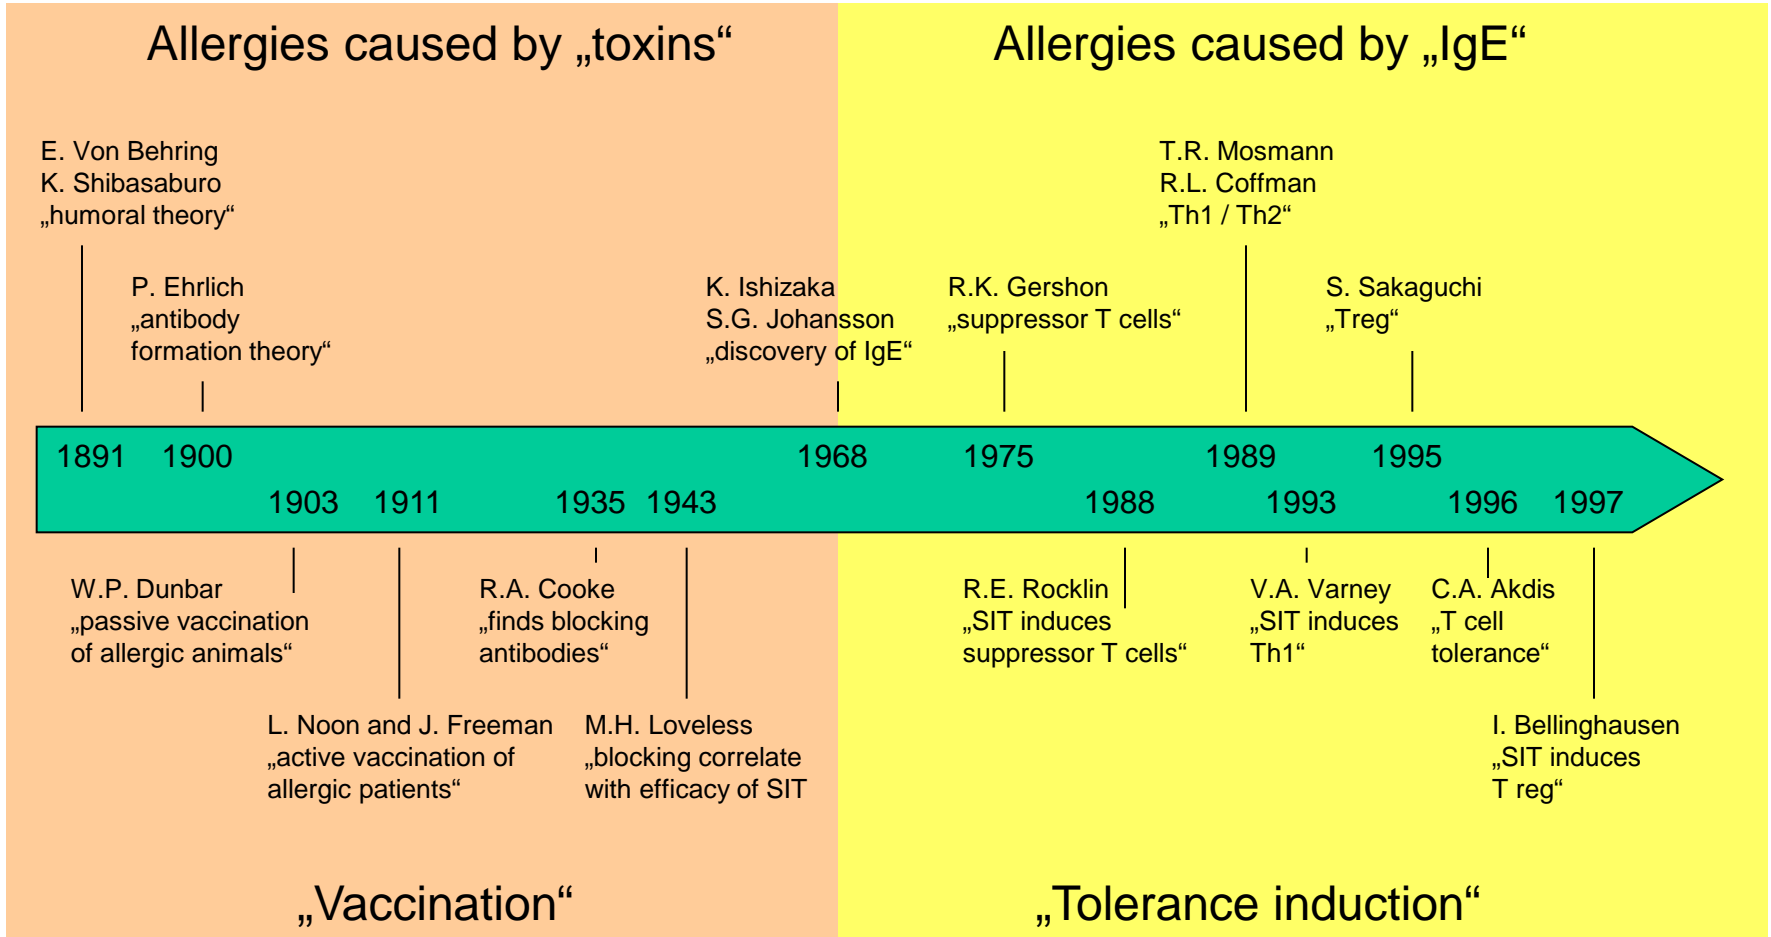 Allergies caused by „toxins“
Allergies caused by „IgE“
E. Von Behring
K. Shibasaburo
„humoral theory“
T.R. Mosmann
R.L. Coffman
„Th1 / Th2“
P. Ehrlich
„antibody
formation theory“
K. Ishizaka
S.G. Johansson
„discovery of IgE“
R.K. Gershon
„suppressor T cells“
S. Sakaguchi
„Treg“
1891 1900 1968 1975 1989 1995
1903 1911 1935 1943 1988 1993 1996 1997
W.P. Dunbar
„passive vaccination
of allergic animals“
R.A. Cooke
„finds blocking
antibodies“
R.E. Rocklin
„SIT induces
suppressor T cells“
V.A. Varney
„SIT induces
Th1“
C.A. Akdis
„T cell
tolerance“
L. Noon and J. Freeman
„active vaccination of
allergic patients“
M.H. Loveless
„blocking correlate
with efficacy of SIT
I. Bellinghausen
„SIT induces
T reg“
„Vaccination“
„Tolerance induction“